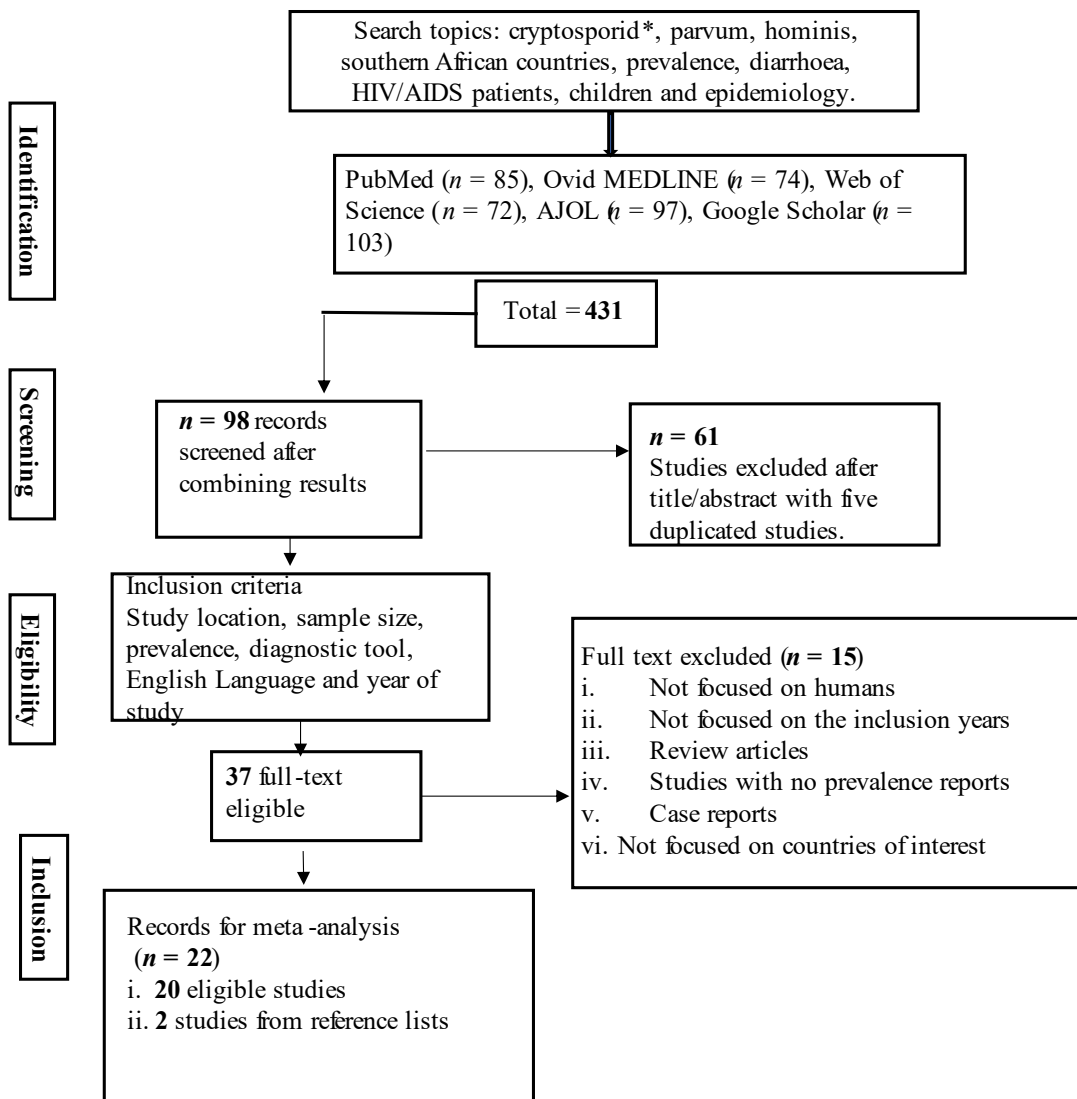 Search topics: cryptosporid*, parvum, hominis,
southern African countries, prevalence, diarrhoea,
HIV/AIDS patients, children and epidemiology.
Identification
PubMed (n = 85), Ovid MEDLINE (n = 74), Web of
Science (n = 72), AJOL (n = 97), Google Scholar (n =
103)
Total = 431
Screening
n = 98 records
screened after
combining results
n = 61
Studies excluded after
title/abstract with five
duplicated studies.
Eligibility
Inclusion criteria
Study location, sample size,
prevalence, diagnostic tool,
English Language and year of
study
Full text excluded (n = 15)
i. Not focused on humans
ii. Not focused on the inclusion years
iii. Review articles
iv. Studies with no prevalence reports
v. Case reports
vi. Not focused on countries of interest
37 full-text
eligible
Inclusion
Records for meta-analysis
(n = 22)
i. 20 eligible studies
ii. 2 studies from reference lists